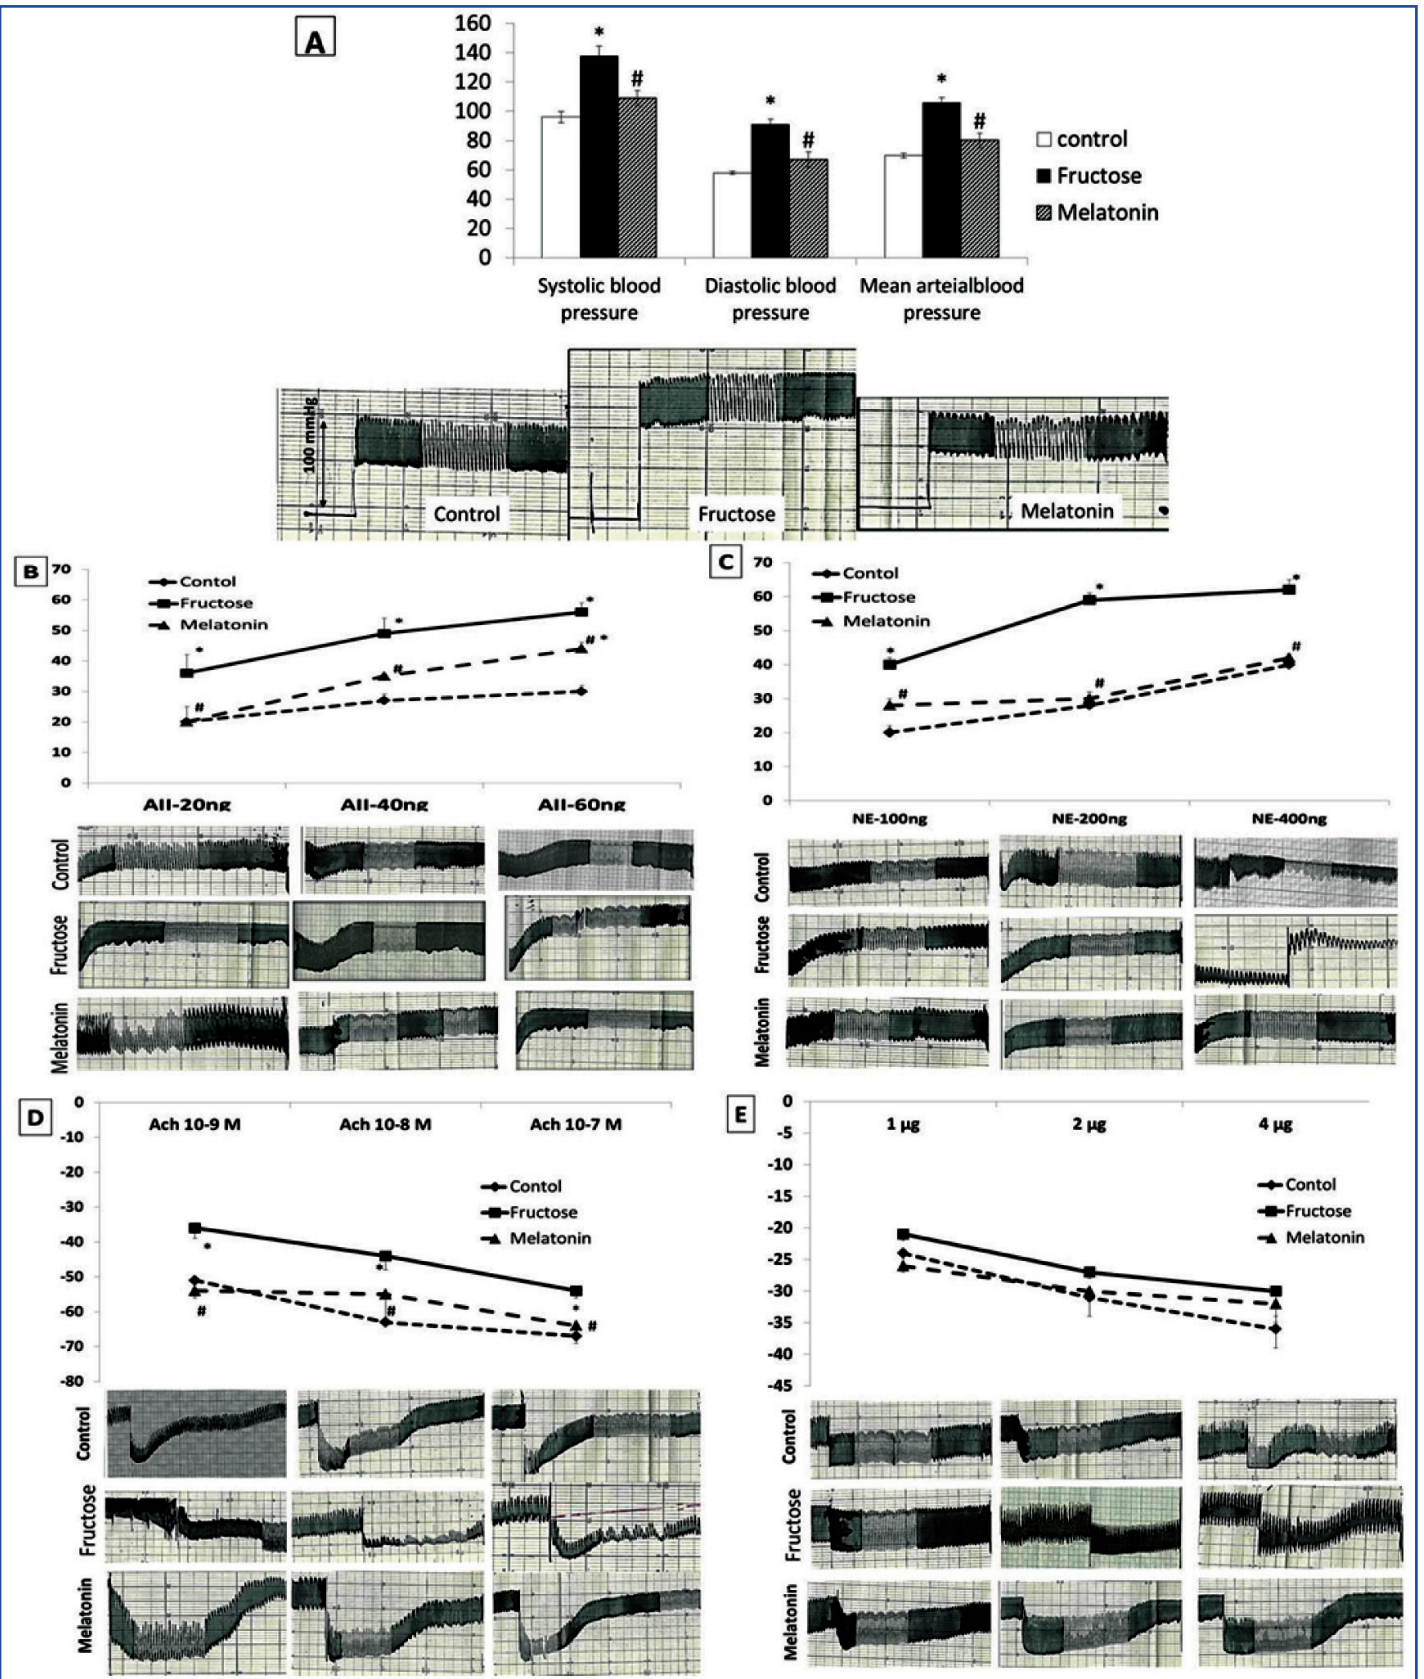 A
160
140
120
100
80
60
40
20
0
*
#
*
#
*
#
control
Fructose
Melatonin
Systolic blood
pressure
Diastolic blood
pressure
Mean arteialblood
pressure
100 mmHg
Control
Fructose
Melatonin
B
70
60
50
40
30
20
10
0
Contol
Fructose
Melatonin
*
*
*
#
#
# *
AII-20ng
AII-40ng
AII-60ng
Control
Fructose
Melatonin
C
70
60
50
40
30
20
10
0
Contol
Fructose
Melatonin
*
*
*
#
#
#
NE-100ng
NE-200ng
NE-400ng
Control
Fructose
Melatonin
D
0
-10
-20
-30
-40
-50
-60
-70
-80
Ach 10-9 M
Ach 10-8 M
Ach 10-7 M
Contol
Fructose
Melatonin
*
*
*
#
#
#
Control
Fructose
Melatonin
E
0
-5
-10
-15
-20
-25
-30
-35
-40
-45
1 µg
2 µg
4 µg
Contol
Fructose
Melatonin
Control
Fructose
Melatonin